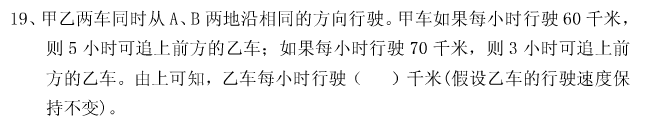 19、甲乙两车同时从 A、B 两地沿相同的方向行驶。甲车如果每小时行驶 60 千米，
则 5 小时可追上前方的乙车；如果每小时行驶 70 千米，则 3 小时可追上前
方的乙车。由上可知，乙车每小时行驶（　　）千米(假设乙车的行驶速度保
持不变)。